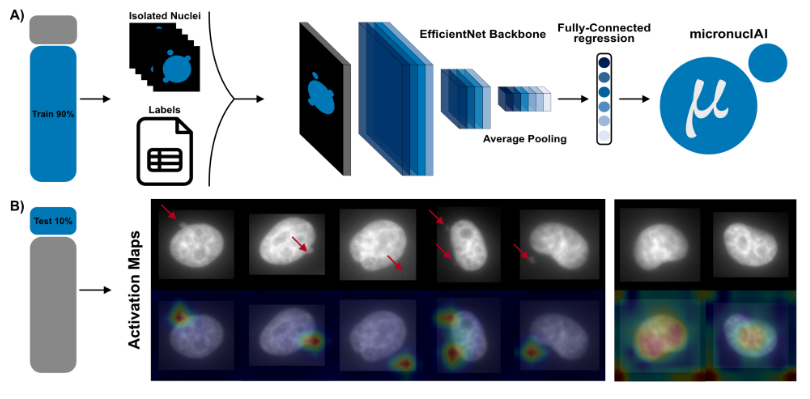 A)
Train 90%
Isolated Nuclei
Labels
EfficientNet Backbone
Average Pooling
Fully-Connected
regression
micronuclAI
μ
B)
Test 10%
Activation Maps